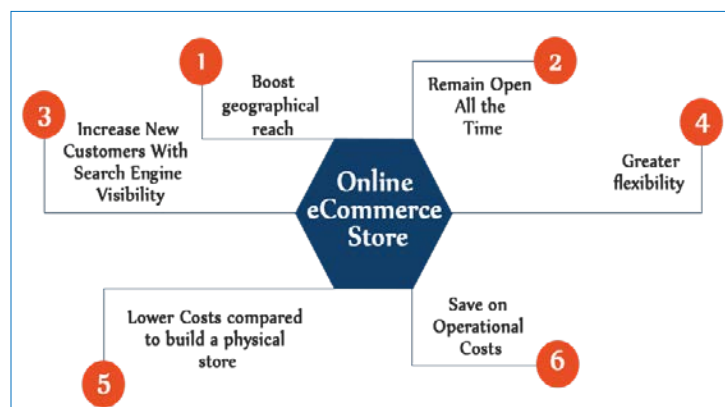 1
Boost
geographical
reach
2
Remain Open
All the
Time
3
Increase New
Customers With
Search Engine
Visibility
4
Greater
flexibility
Online
eCommerce
Store
5
Lower Costs compared
to build a physical
store
6
Save on
Operational
Costs